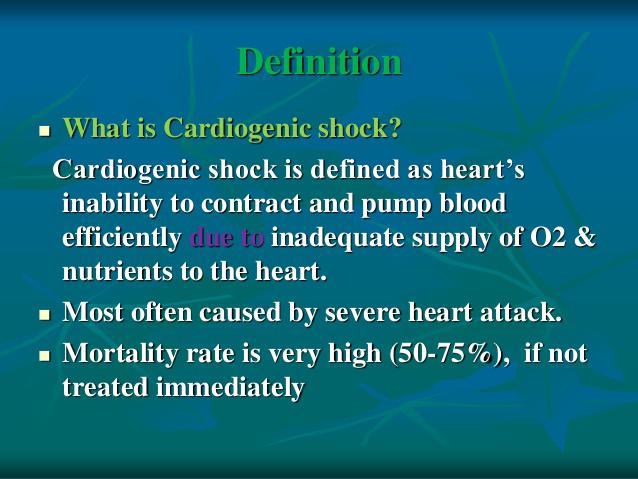 Definition
What is Cardiogenic shock?
Cardiogenic shock is defined as heart’s
inability to contract and pump blood
efficiently due to inadequate supply of O2 &
nutrients to the heart.
Most often caused by severe heart attack.
Mortality rate is very high (50-75%), if not
treated immediately